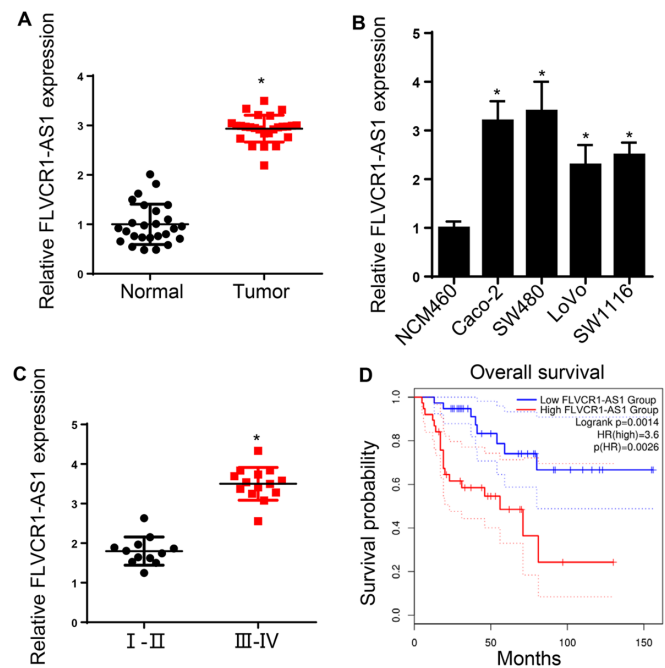 A
Relative FLVCR1-AS1 expression
4
3
2
1
0
*
Normal
Tumor
B
Relative FLVCR1-AS1 expression
5
4
3
2
1
0
*
*
*
*
NCM460
Caco-2
SW480
LoVo
SW1116
C
Relative FLVCR1-AS1 expression
5
4
3
2
1
0
*
Ⅰ-Ⅱ
Ⅲ-Ⅳ
D
Overall survival
Survival probability
1.0
0.8
0.6
0.4
0.2
0.0
Low FLVCR1-AS1 Group
High FLVCR1-AS1 Group
Logrank p=0.0014
HR(high)=3.6
p(HR)=0.0026
0
50
100
150
Months